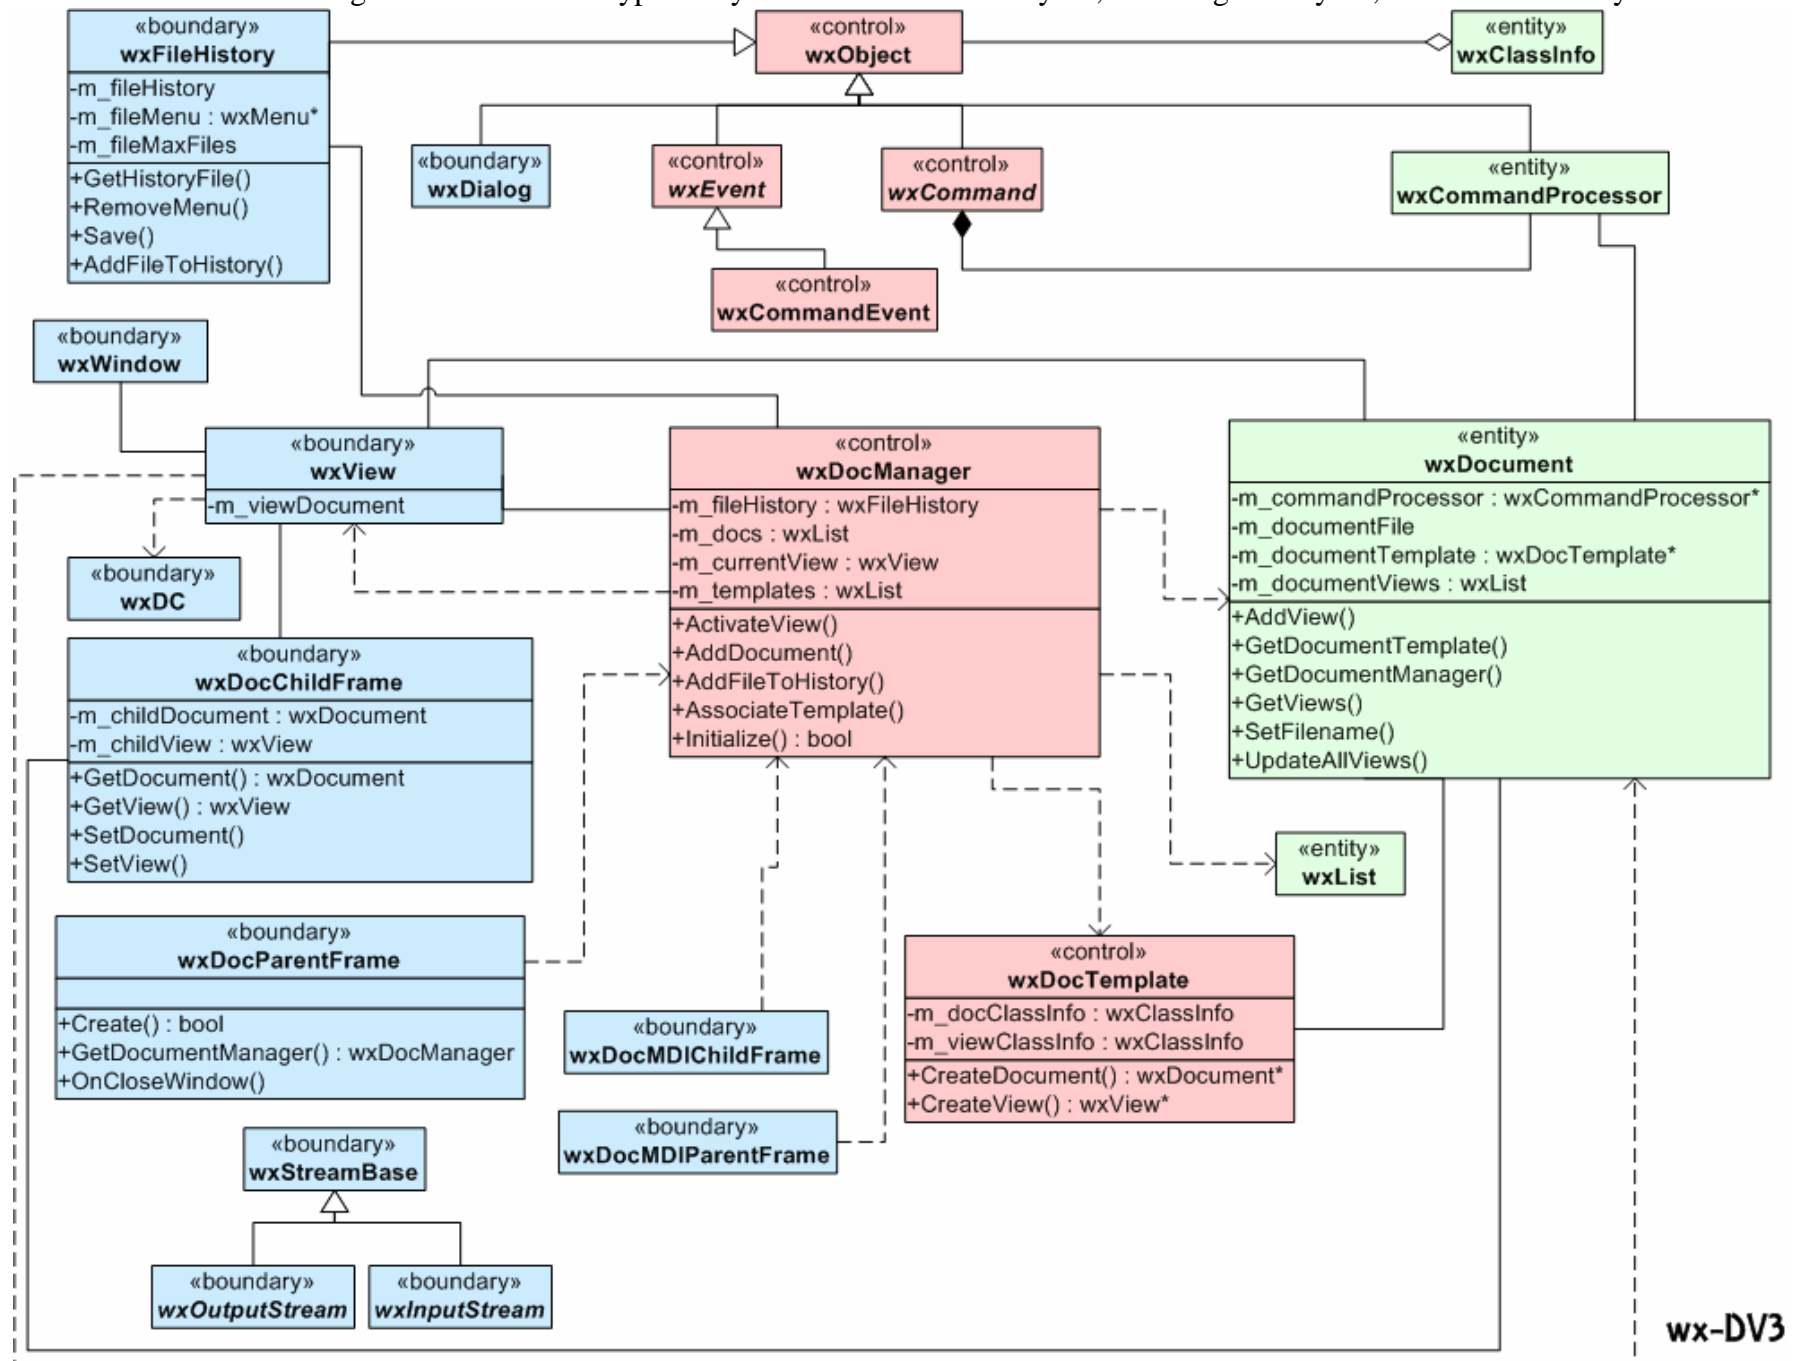 «boundary»
wxFileHistory
-m_fileHistory
-m_fileMenu : wxMenu*
-m_fileMaxFiles
+GetHistoryFile()
+RemoveMenu()
+Save()
+AddFileToHistory()
«control»
wxObject
«entity»
wxClassInfo
«boundary»
wxDialog
«control»
wxEvent
«control»
wxCommand
«entity»
wxCommandProcessor
«control»
wxCommandEvent
«boundary»
wxWindow
«boundary»
wxView
-m_viewDocument
«control»
wxDocManager
-m_fileHistory : wxFileHistory
-m_docs : wxList
-m_currentView : wxView
-m_templates : wxList
+ActivateView()
+AddDocument()
+AddFileToHistory()
+AssociateTemplate()
+Initialize() : bool
«entity»
wxDocument
-m_commandProcessor : wxCommandProcessor*
-m_documentFile
-m_documentTemplate : wxDocTemplate*
-m_documentViews : wxList
+AddView()
+GetDocumentTemplate()
+GetDocumentManager()
+GetViews()
+SetFilename()
+UpdateAllViews()
«boundary»
wxDC
«boundary»
wxDocChildFrame
-m_childDocument : wxDocument
-m_childView : wxView
+GetDocument() : wxDocument
+GetView() : wxView
+SetDocument()
+SetView()
«entity»
wxList
«boundary»
wxDocParentFrame
+Create() : bool
+GetDocumentManager() : wxDocManager
+OnCloseWindow()
«control»
wxDocTemplate
-m_docClassInfo : wxClassInfo
-m_viewClassInfo : wxClassInfo
+CreateDocument() : wxDocument*
+CreateView() : wxView*
«boundary»
wxDocMDIChildFrame
«boundary»
wxDocMDIParentFrame
«boundary»
wxStreamBase
«boundary»
wxOutputStream
«boundary»
wxInputStream
wx-DV3